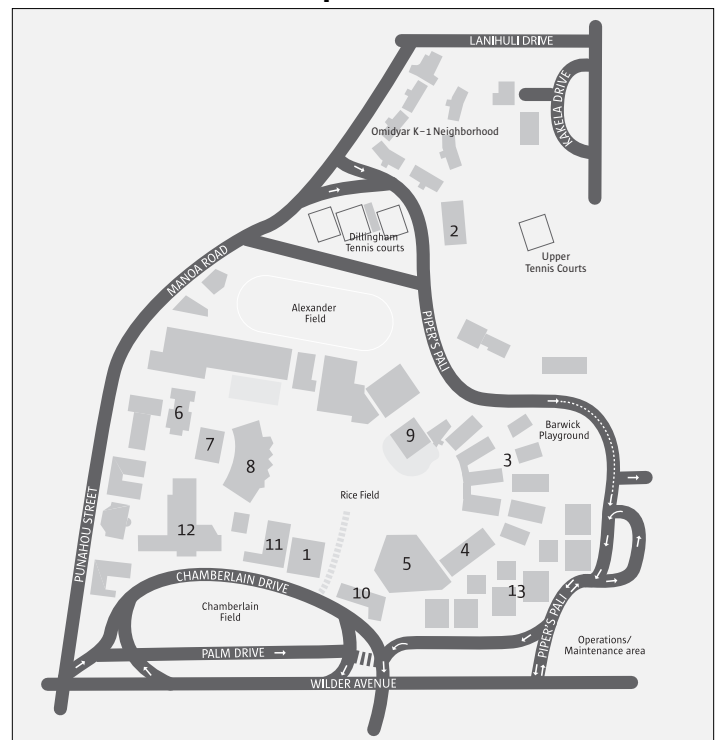 LANIHULI DRIVE
KAKELA DRIVE
Omidyar K–1 Neighborhood
2
Dillingham
Tennis courts
Upper
Tennis Courts
MANOA ROAD
Alexander
Field
PIPER'S PALI
6
7
8
9
Barwick
Playground
3
Rice Field
PUNAHOU STREET
12
11
1
5
4
10
13
CHAMBERLAIN DRIVE
Chamberlain
Field
PIPER'S PALI
Operations/
Maintenance area
PALM DRIVE
WILDER AVENUE